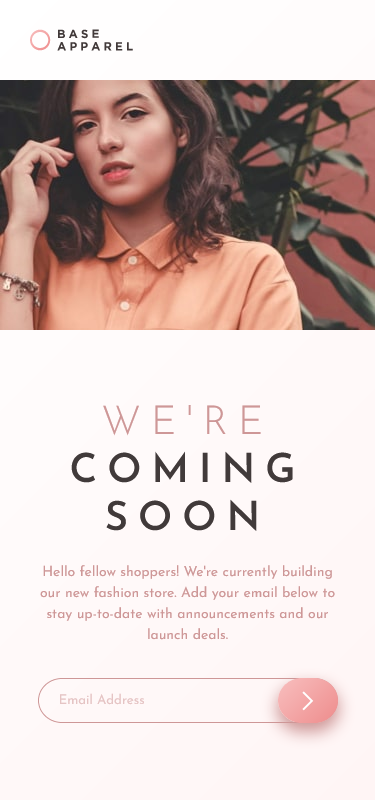 BASE
APPAREL
WE'RE
COMING
SOON
Hello fellow shoppers! We're currently building
our new fashion store. Add your email below to
stay up-to-date with announcements and our
launch deals.
Email Address